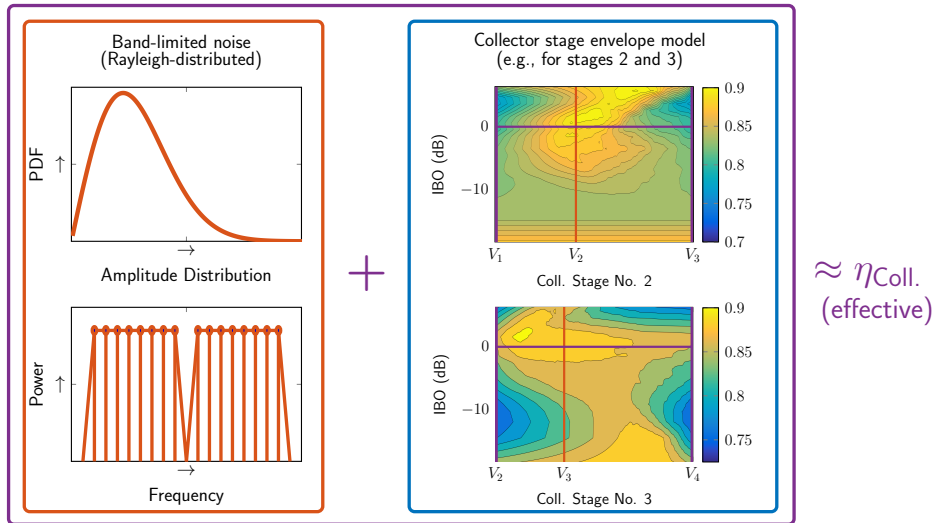 Band-limited noise
(Rayleigh-distributed)
PDF →
→
Amplitude Distribution
Power →
→
Frequency
+
Collector stage envelope model
(e.g., for stages 2 and 3)
IBO (dB)
0
−10
V₁ V₂ V₃
0.9
0.85
0.8
0.75
0.7
Coll. Stage No. 2
IBO (dB)
0
−10
V₂ V₃ V₄
0.9
0.85
0.8
0.75
Coll. Stage No. 3
≈ η_Coll.
(effective)